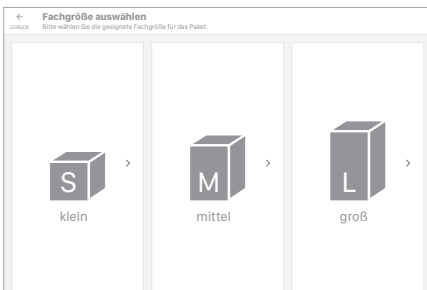 Fachgröße auswählen
ZURÜCK
Bitte wählen Sie die geeignete Fachgröße für das Paket.
S
M
L
klein
mittel
groß